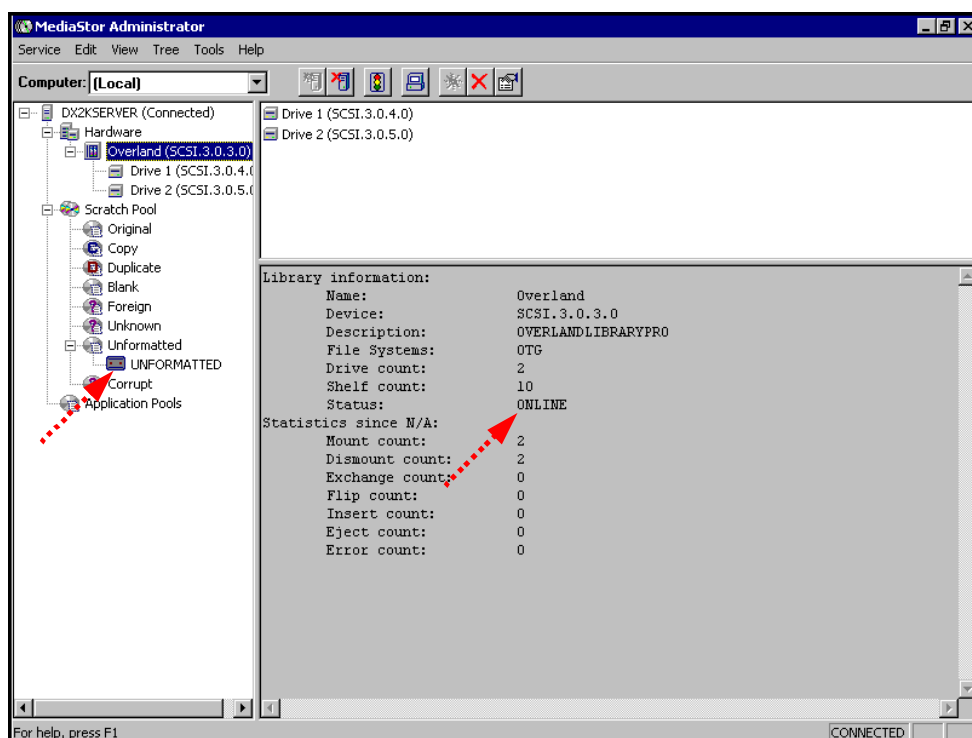 MediaStor Administrator
Service Edit View Tree Tools Help
Computer: (Local)
DX2KSERVER (Connected)
Hardware
Overland (SCSI.3.0.3.0)
Drive 1 (SCSI.3.0.4.0
Drive 2 (SCSI.3.0.5.0
Scratch Pool
Original
Copy
Duplicate
Blank
Foreign
Unknown
Unformatted
UNFORMATTED
Corrupt
Application Pools
Drive 1 (SCSI.3.0.4.0)
Drive 2 (SCSI.3.0.5.0)
Library information:
Name: Overland
Device: SCSI.3.0.3.0
Description: OVERLANDLIBRARYPRO
File Systems: OTG
Drive count: 2
Shelf count: 10
Status: ONLINE
Statistics since N/A:
Mount count: 2
Dismount count: 2
Exchange count: 0
Flip count: 0
Insert count: 0
Eject count: 0
Error count: 0
For help, press F1
CONNECTED